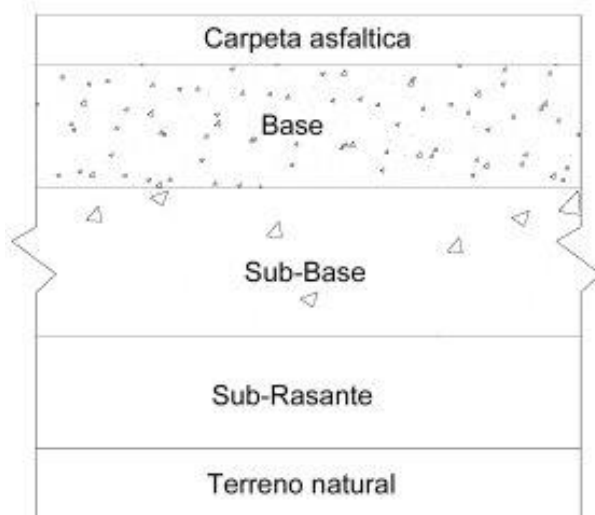 Carpeta asfaltica
Base
Sub-Base
Sub-Rasante
Terreno natural